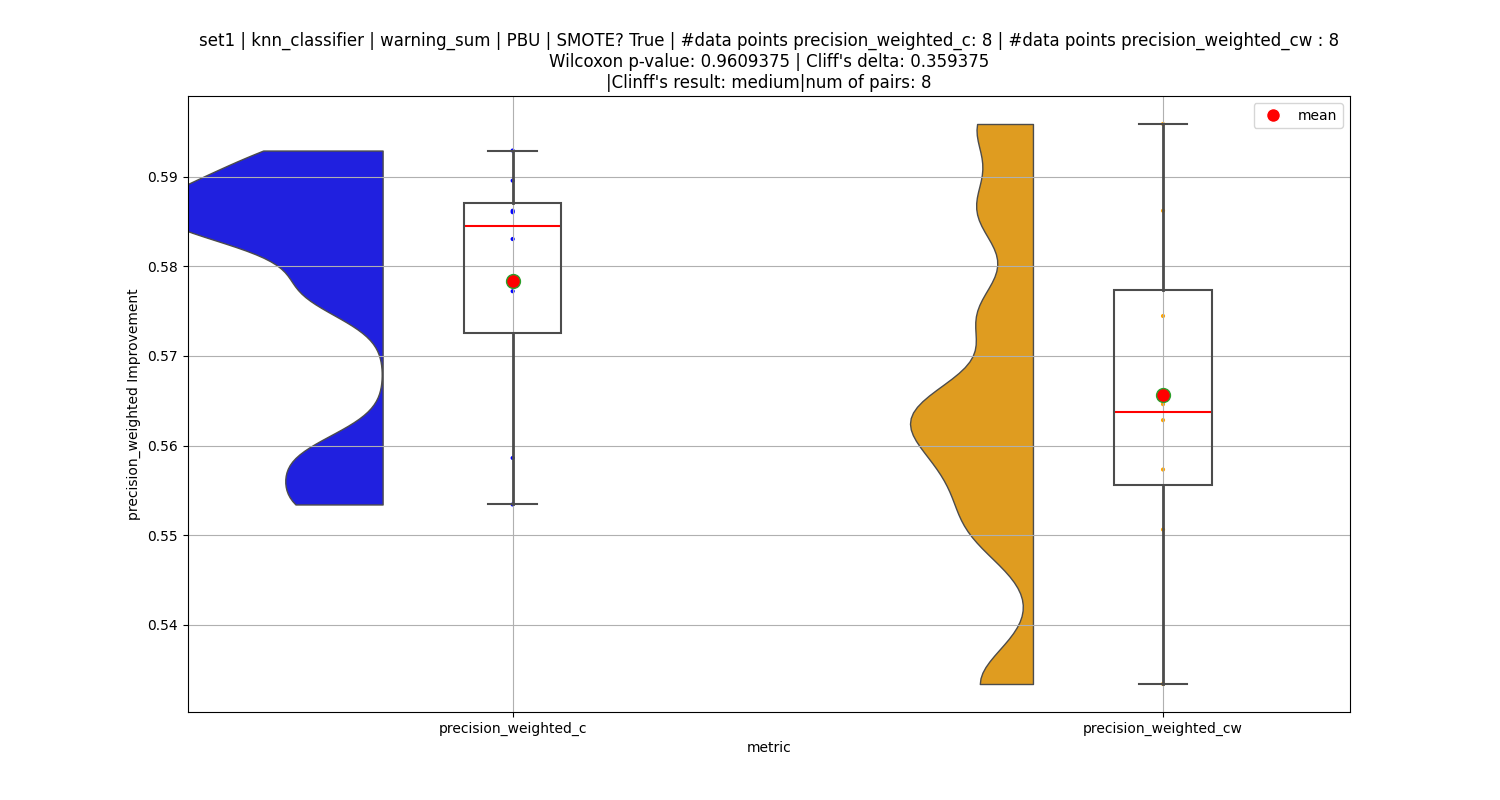 set1 | knn_classifier | warning_sum | PBU | SMOTE? True | #data points precision_weighted_c: 8 | #data points precision_weighted_cw : 8
Wilcoxon p-value: 0.9609375 | Cliff's delta: 0.359375
|Clinff's result: medium|num of pairs: 8
mean
0.59
0.58
0.57
0.56
0.55
0.54
precision_weighted Improvement
precision_weighted_c
precision_weighted_cw
metric